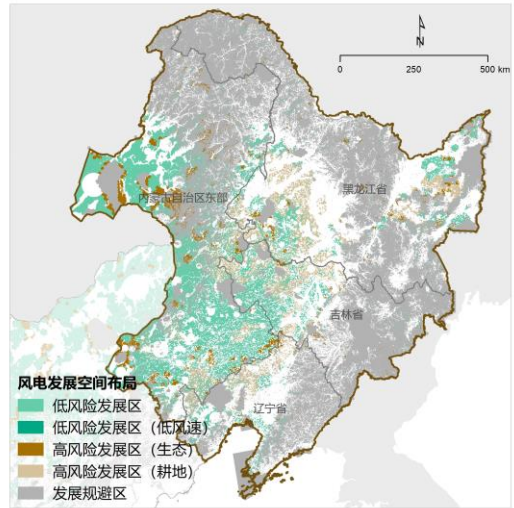 N
0 250 500 km
黑龙江省
内蒙古自治区东部
吉林省
辽宁省
风电发展空间布局
低风险发展区
低风险发展区（低风速）
高风险发展区（生态）
高风险发展区（耕地）
发展规避区